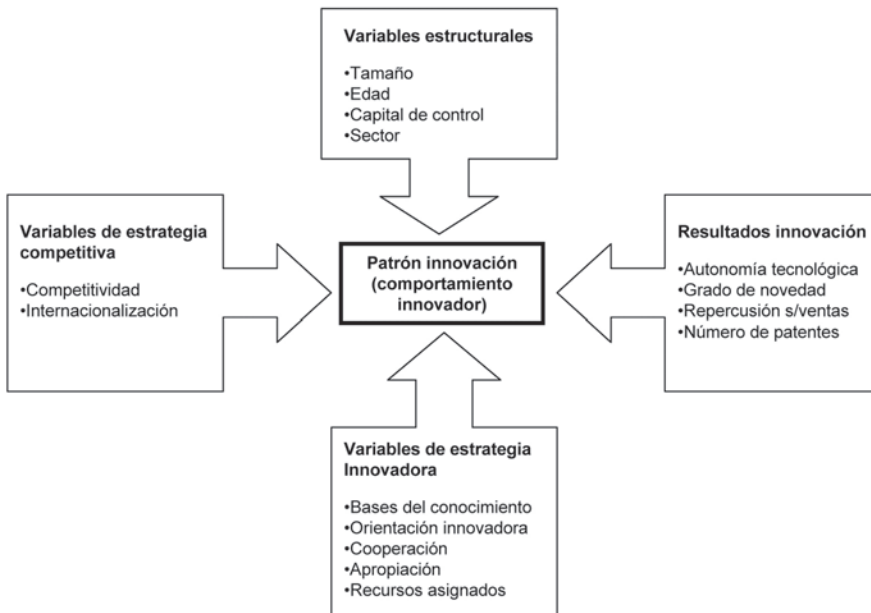 Variables estructurales
•Tamaño
•Edad
•Capital de control
•Sector
Variables de estrategia
competitiva
•Competitividad
•Internacionalización
Patrón innovación
(comportamiento
innovador)
Resultados innovación
•Autonomía tecnológica
•Grado de novedad
•Repercusión s/ventas
•Número de patentes
Variables de estrategia
Innovadora
•Bases del conocimiento
•Orientación innovadora
•Cooperación
•Apropiación
•Recursos asignados